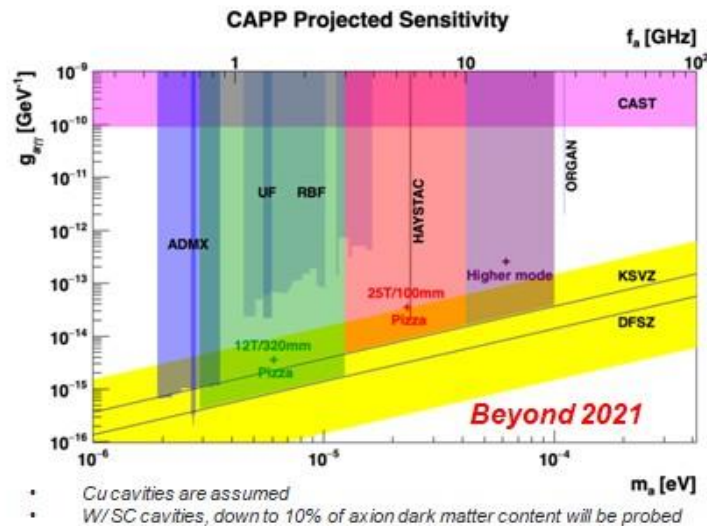 CAPP Projected Sensitivity
f_a [GHz]
1 10 10²
g_aγγ [GeV⁻¹]
10⁻⁹
CAST
10⁻¹⁰
10⁻¹¹
UF RBF
HAYSTAC
ORGAN
10⁻¹²
ADMX
Higher mode
KSVZ
10⁻¹³
25T/100mm
Pizza
DFSZ
10⁻¹⁴
12T/320mm
Pizza
10⁻¹⁵
Beyond 2021
10⁻¹⁶
10⁻⁶ 10⁻⁵ 10⁻⁴
m_a [eV]
• Cu cavities are assumed
• W/ SC cavities, down to 10% of axion dark matter content will be probed